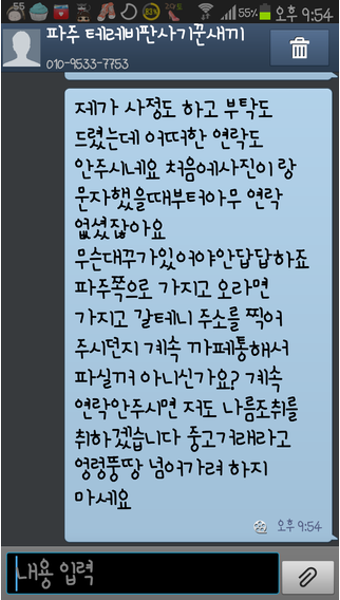 55% 오후 9:54
파주 테레비판사기꾼새끼
010-9533-7753
제가 사정도 하고 부탁도
드렸는데 어떠한 연락도
안주시네요 처음에사진이랑
문자했을때부터아무 연락
없셨잖아요
무슨대꾸가있어야안답답하죠
파주쪽으로 가지고 오라면
가지고 갈테니 주소를 찍어
주시던지 계속 까페통해서
파실꺼 아니신가요? 계속
연락안주시면 저도 나름조취를
취하겠습니다 중고거래라고
엉렁뚱땅 넘어가려 하지
마세요
오후 9:54
내용 입력